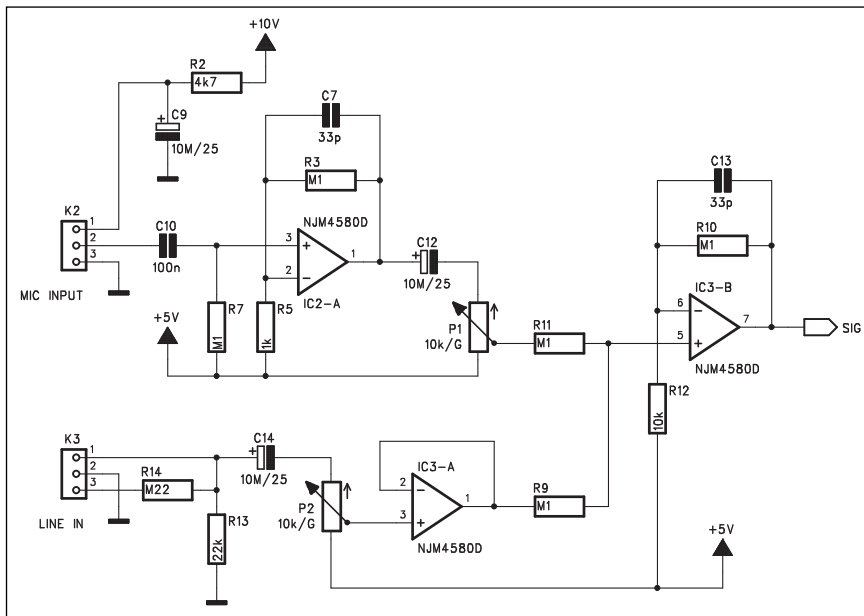 +10V
R2
4k7
C9
+
10M/25
C7
33p
R3
M1
C13
33p
R10
M1
K2
1
2
3
MIC INPUT
C10
100n
NJM4580D
3
+
2
−
1
IC2-A
C12
+
10M/25
R7
M1
R5
1k
+5V
P1
10k/G
R11
M1
IC3-B
6
−
5
+
7
NJM4580D
SIG
R12
10k
K3
1
2
3
LINE IN
R14
M22
R13
22k
C14
+
10M/25
P2
10k/G
IC3-A
2
−
3
+
1
NJM4580D
R9
M1
+5V